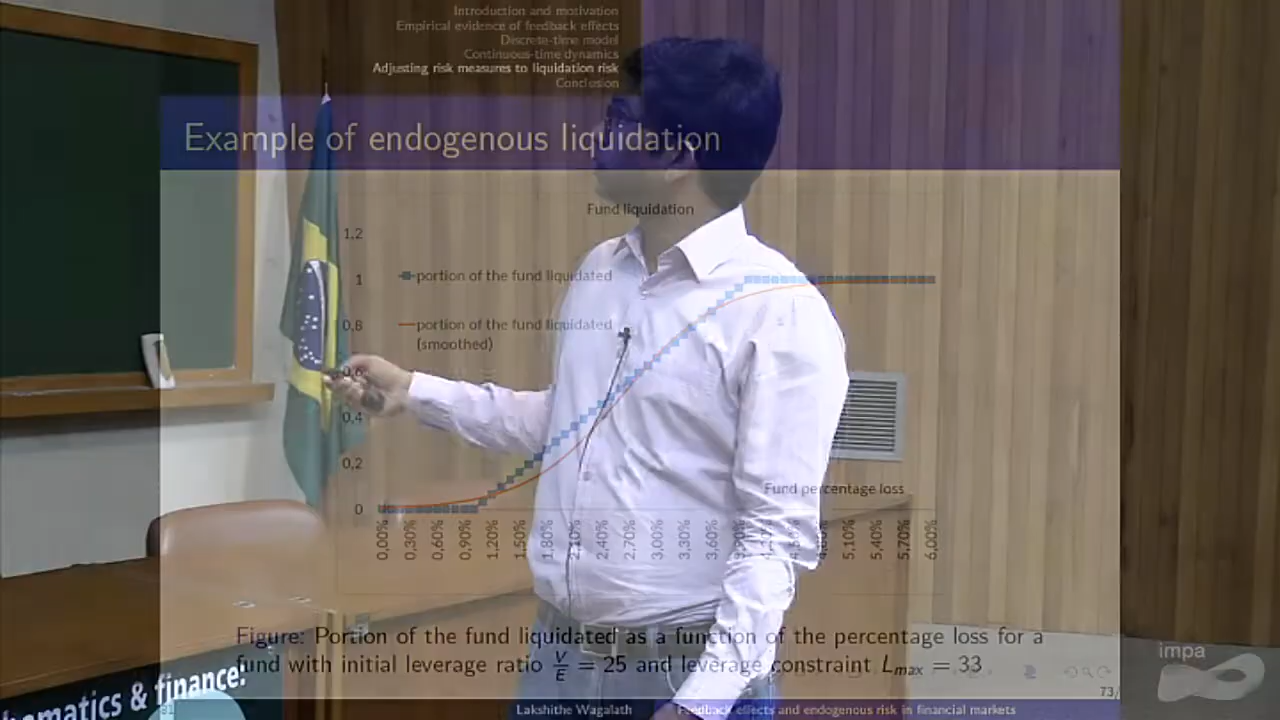 Introduction and motivation
Empirical evidence of feedback effects
Discrete-time model
Continuous-time dynamics
Adjusting risk measures to liquidation risk
Conclusion
Example of endogenous liquidation
Fund liquidation
1,2
1
0,8
0,6
0,4
0,2
0
portion of the fund liquidated
portion of the fund liquidated
(smoothed)
Fund percentage loss
0,00% 0,30% 0,60% 0,90% 1,20% 1,50% 1,80% 2,10% 2,40% 2,70% 3,00% 3,30% 3,60% 5,10% 5,40% 5,70% 6,00%
Figure: Portion of the fund liquidated as a function of the percentage loss for a
fund with initial leverage ratio V/E = 25 and leverage constraint Lmax = 33
impa
73/
& finance.
Lakshithe Wagalath Feedback effects and endogenous risk in financial markets